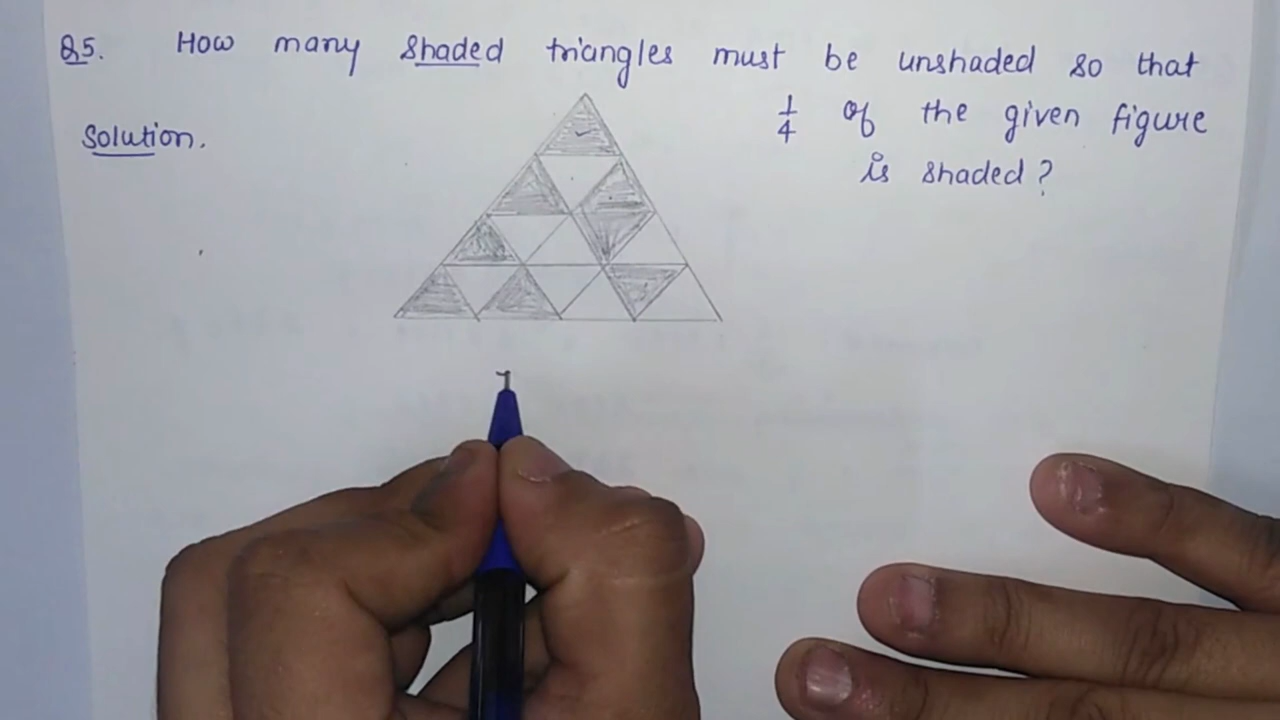 Q5. How many shaded triangles must be unshaded so that
1/4 of the given figure
is shaded?
Solution.